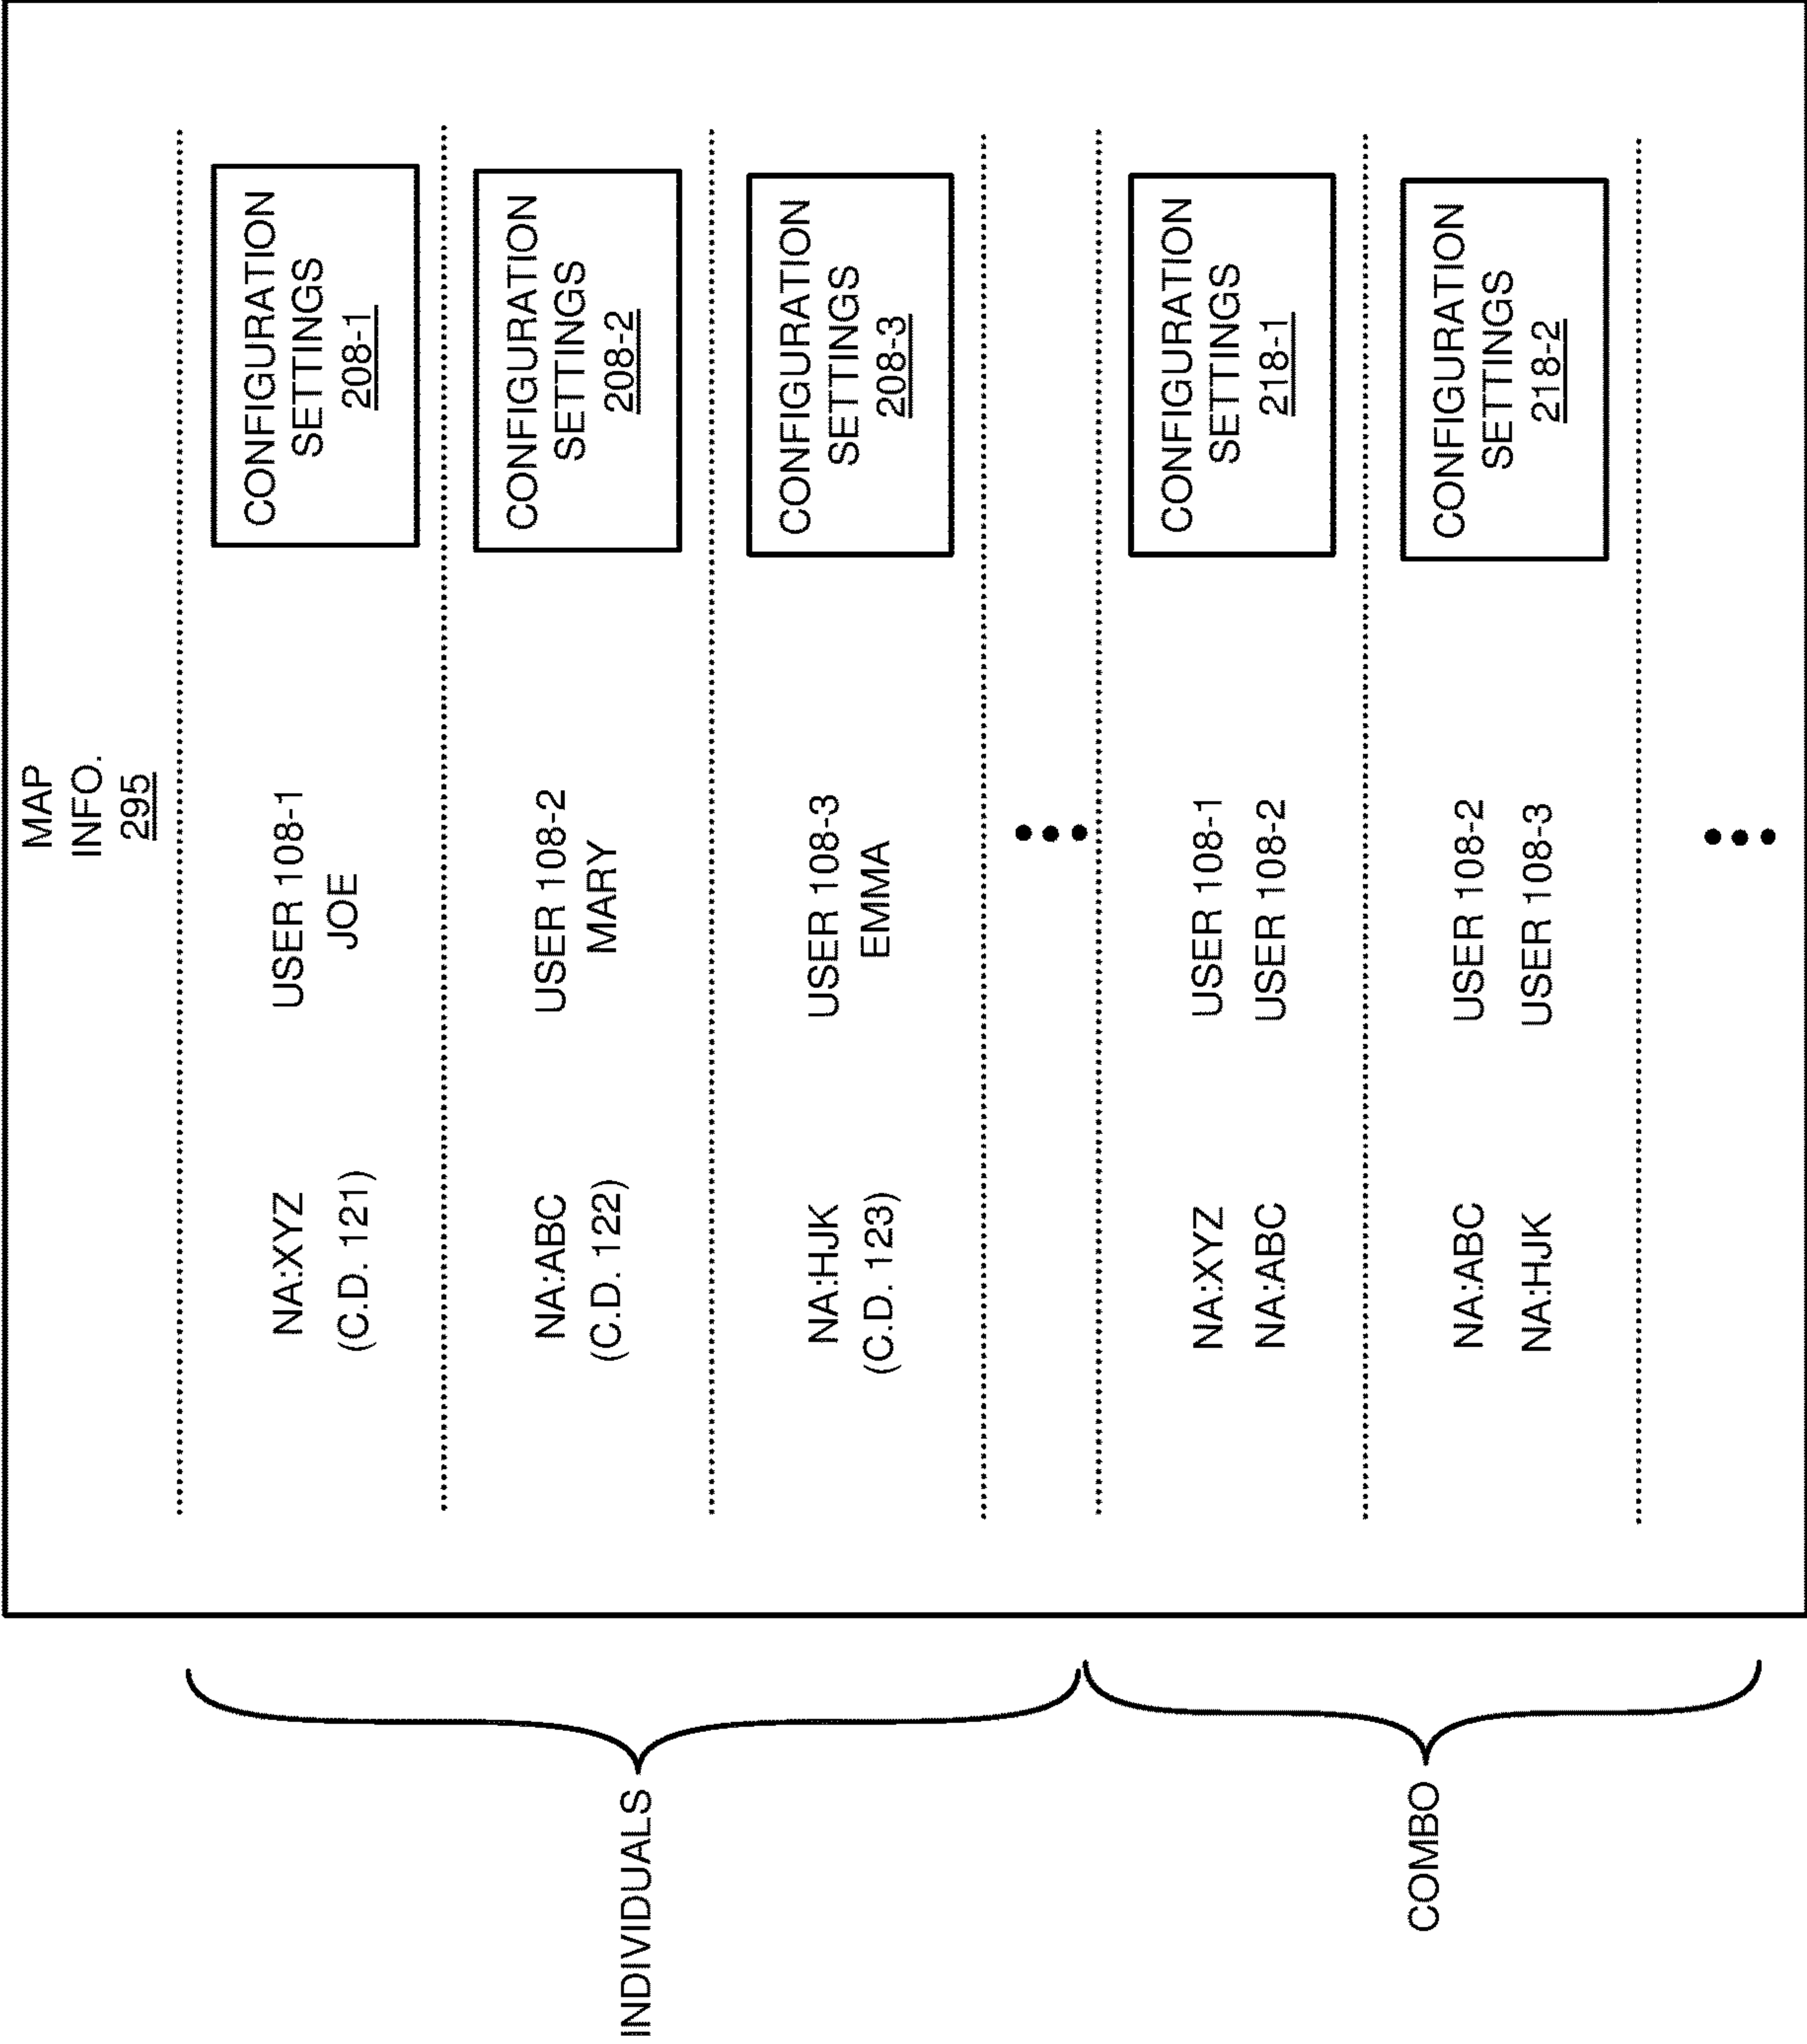 MAP
INFO.
295
INDIVIDUALS
NA:XYZ
(C.D. 121)
USER 108-1
JOE
CONFIGURATION
SETTINGS
208-1
NA:ABC
(C.D. 122)
USER 108-2
MARY
CONFIGURATION
SETTINGS
208-2
NA:HJK
(C.D. 123)
USER 108-3
EMMA
CONFIGURATION
SETTINGS
208-3
COMBO
NA:XYZ
NA:ABC
USER 108-1
USER 108-2
CONFIGURATION
SETTINGS
218-1
NA:ABC
NA:HJK
USER 108-2
USER 108-3
CONFIGURATION
SETTINGS
218-2